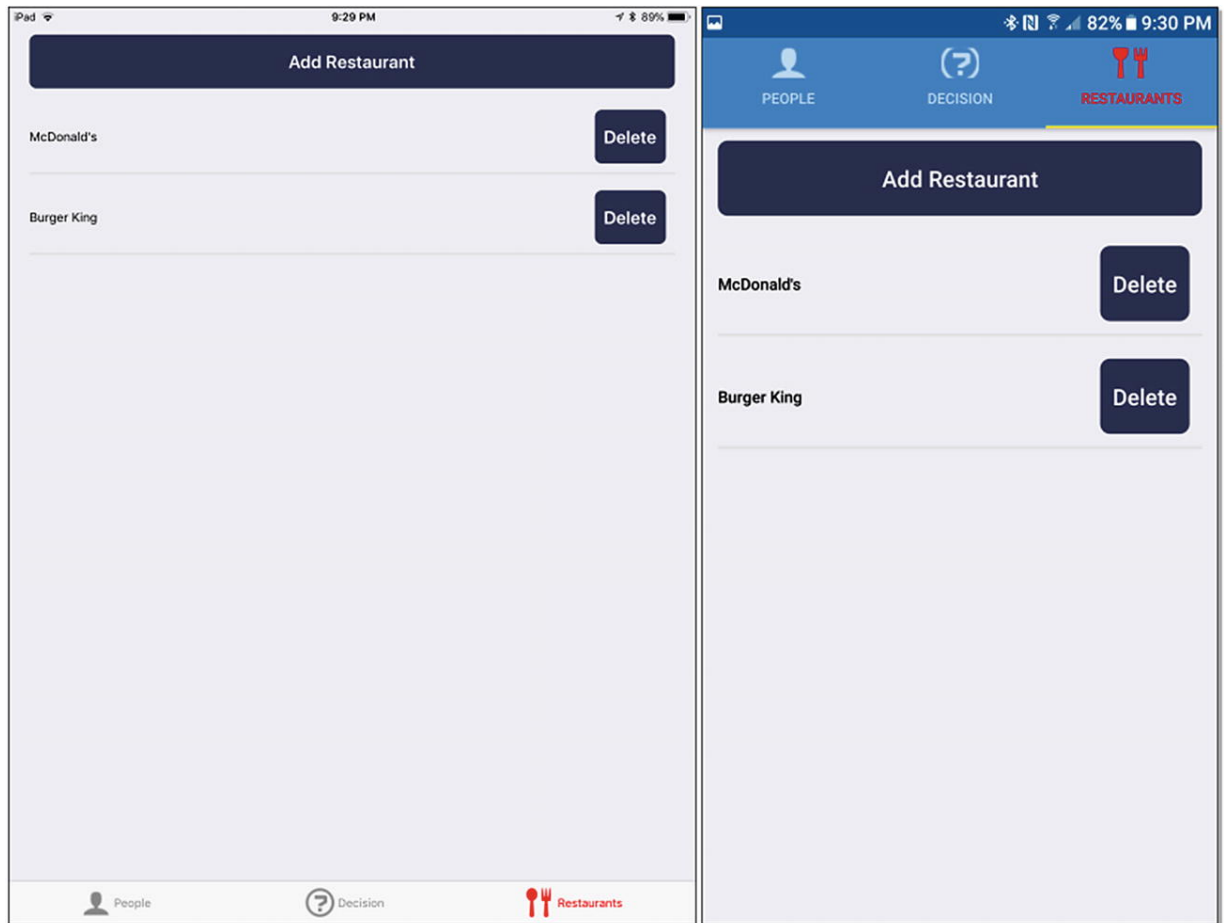 iPad 9:29 PM 89%
Add Restaurant
McDonald's Delete
Burger King Delete
People (?) Decision Restaurants
82% 9:30 PM
(?)
PEOPLE DECISION RESTAURANTS
Add Restaurant
McDonald's Delete
Burger King Delete